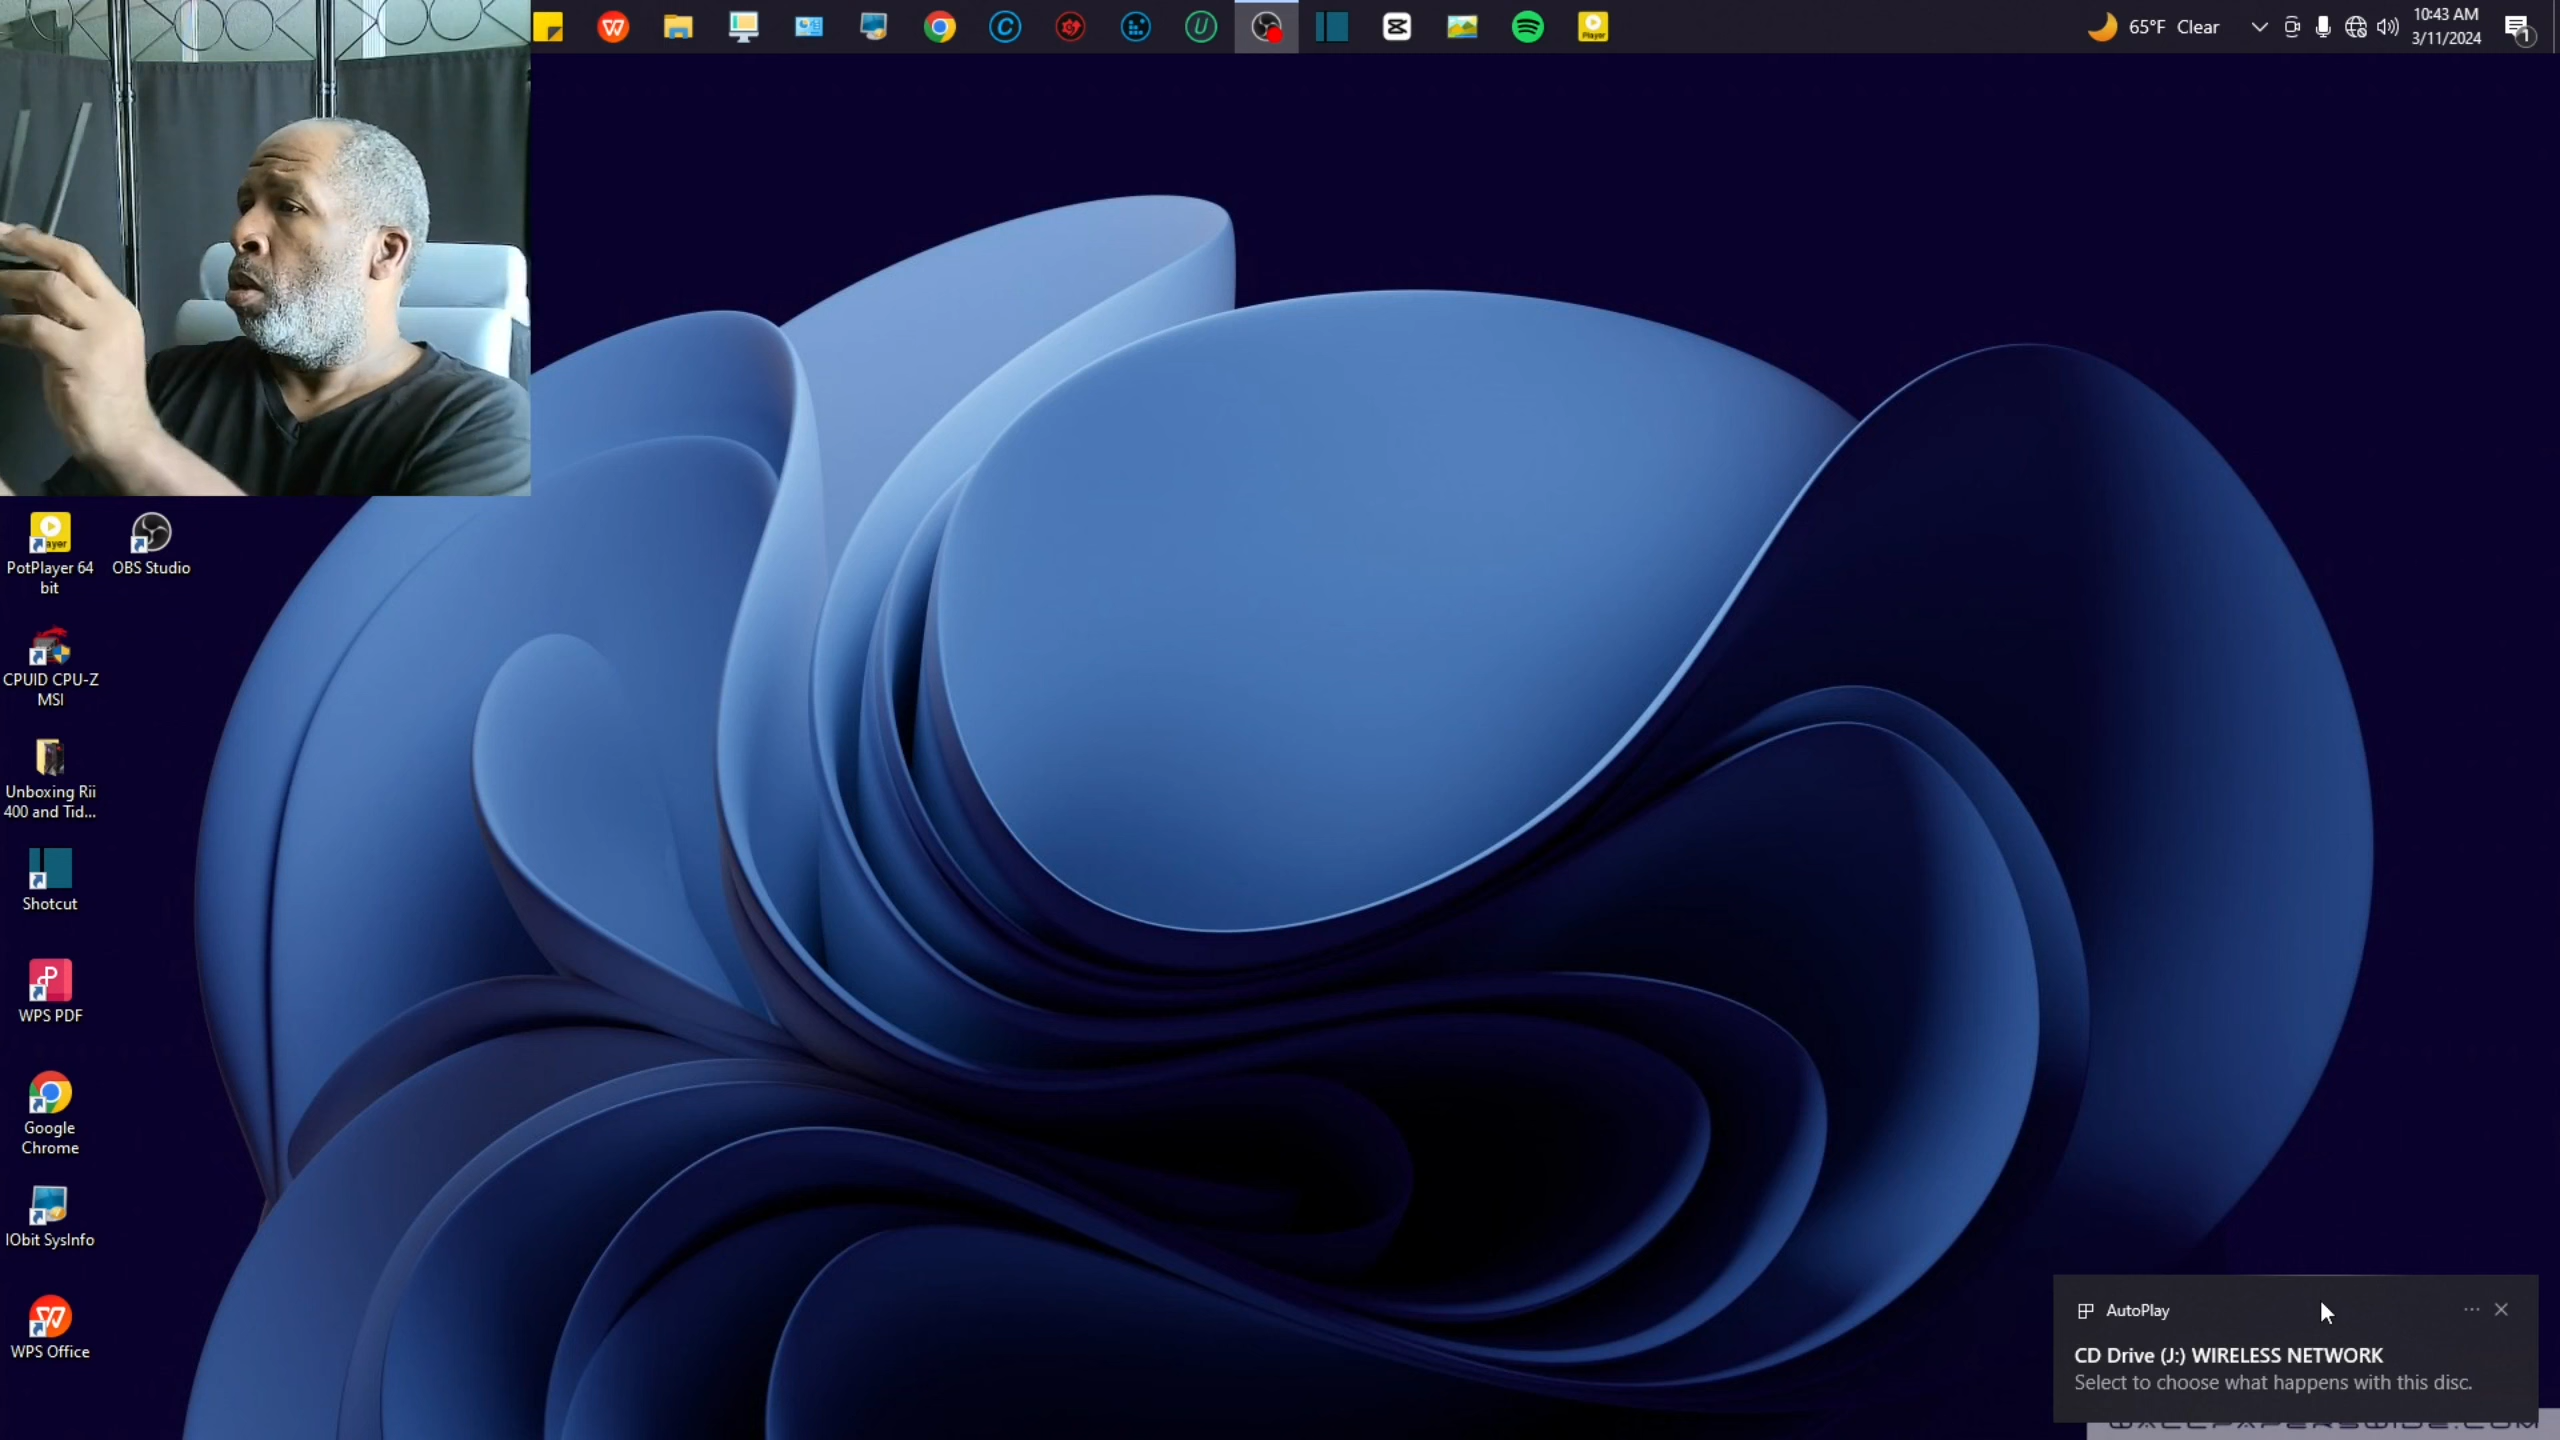 Player
65°F Clear
10:43 AM
3/11/2024
1
PotPlayer 64
bit
OBS Studio
CPUID CPU-Z
MSI
Unboxing Rii
400 and Tid...
Shotcut
WPS PDF
Google
Chrome
IObit SysInfo
WPS Office
AutoPlay
CD Drive (J:) WIRELESS NETWORK
Select to choose what happens with this disc.